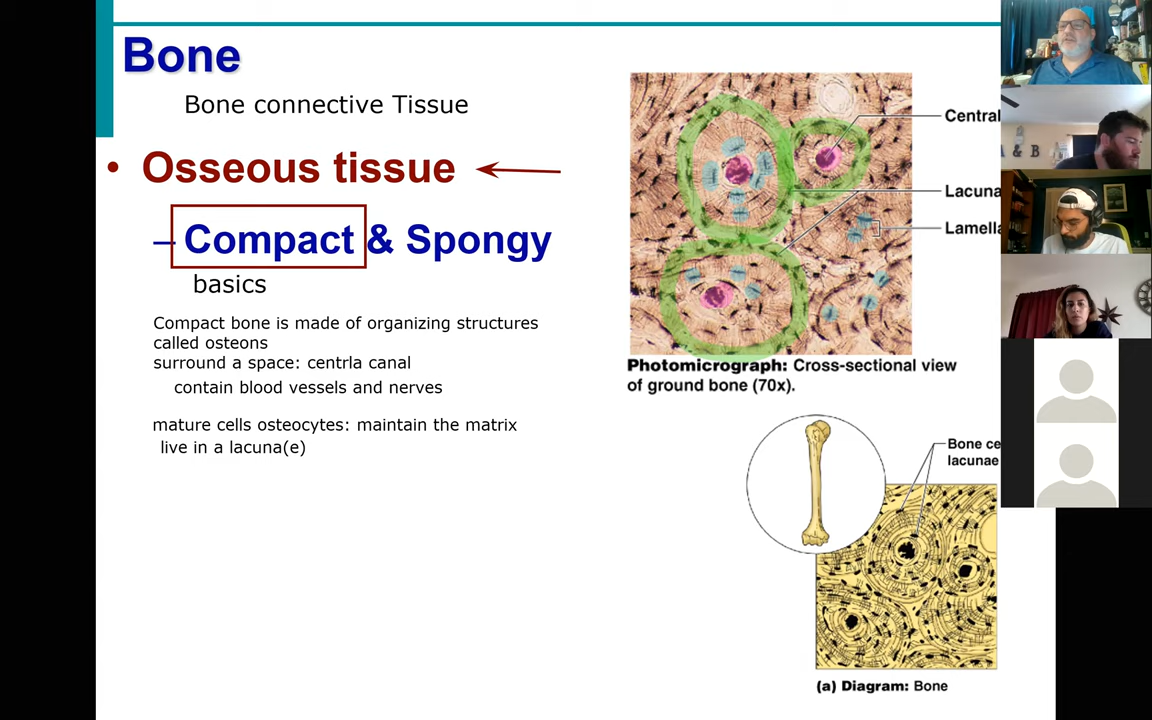 Bone
Bone connective Tissue
• Osseous tissue
– Compact & Spongy
basics
Compact bone is made of organizing structures
called osteons
surround a space: centrla canal
contain blood vessels and nerves
mature cells osteocytes: maintain the matrix
live in a lacuna(e)
Central
Lacuna
Lamella
Photomicrograph: Cross-sectional view
of ground bone (70x).
Bone ce
lacunae
(a) Diagram: Bone
A & B